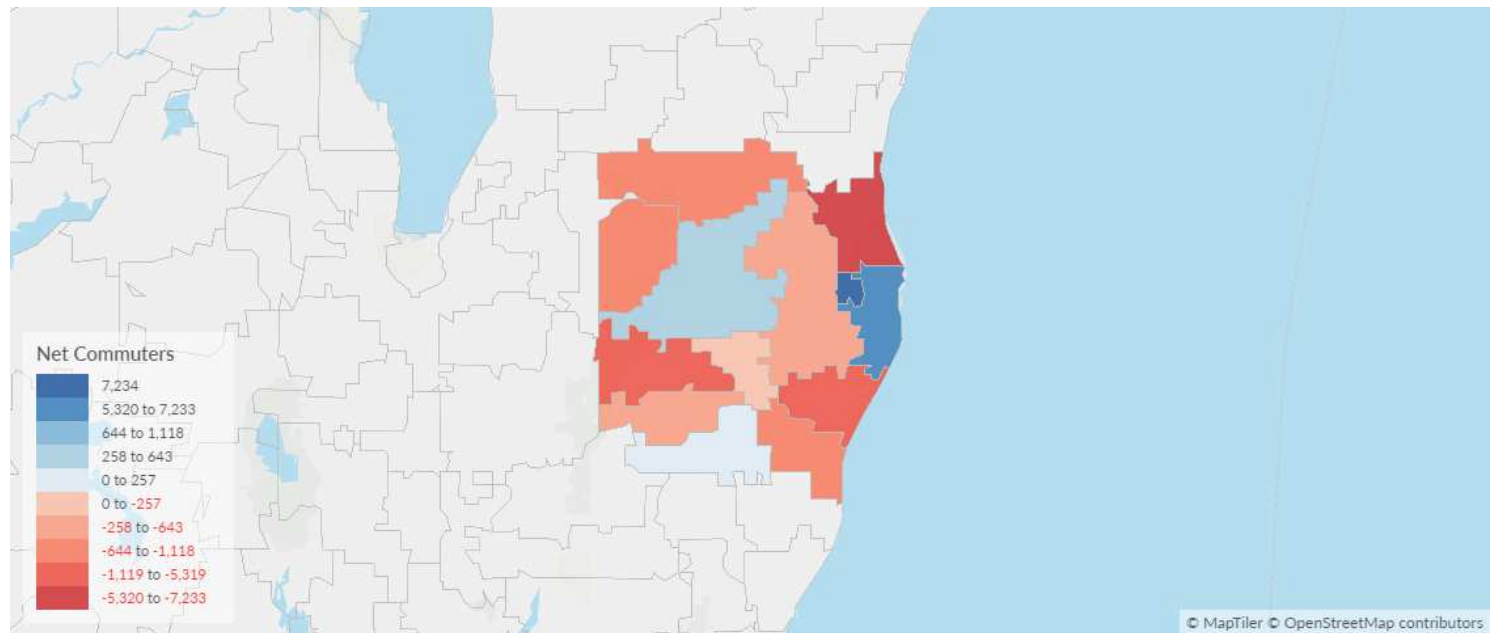 Net Commuters
7,234
5,320 to 7,233
644 to 1,118
258 to 643
0 to 257
0 to -257
-258 to -643
-644 to -1,118
-1,119 to -5,319
-5,320 to -7,233
© MapTiler © OpenStreetMap contributors